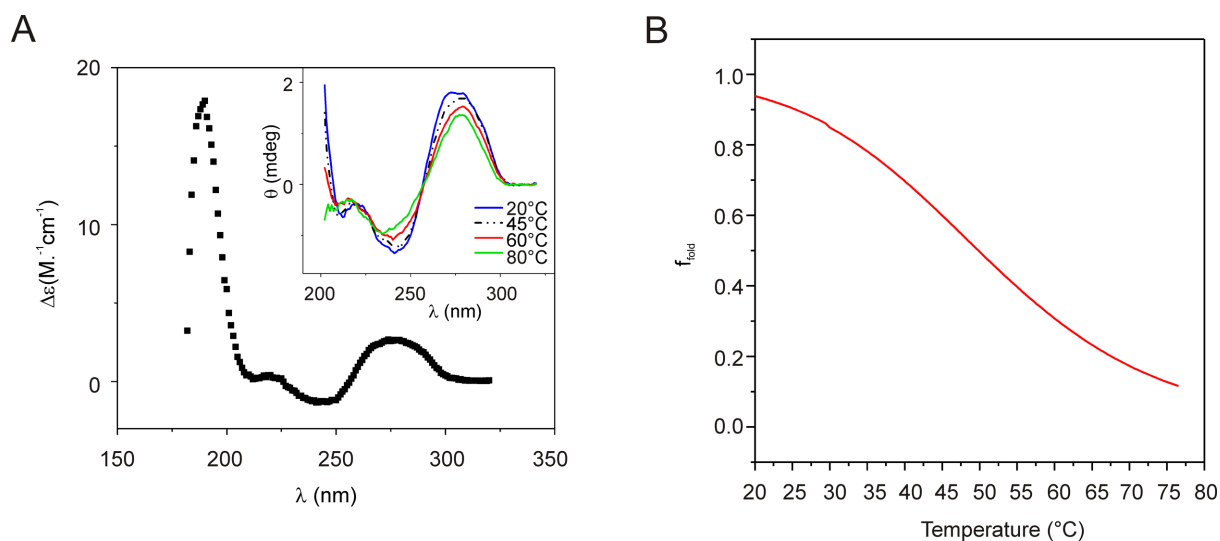 A
20
10
0
Δε(M.⁻¹cm⁻¹)
150
200
250
300
350
λ (nm)
2
0
θ (mdeg)
20°C
45°C
60°C
80°C
200
250
300
λ (nm)
B
1.0
0.8
0.6
0.4
0.2
0.0
f fold
20 25 30 35 40 45 50 55 60 65 70 75 80
Temperature (°C)